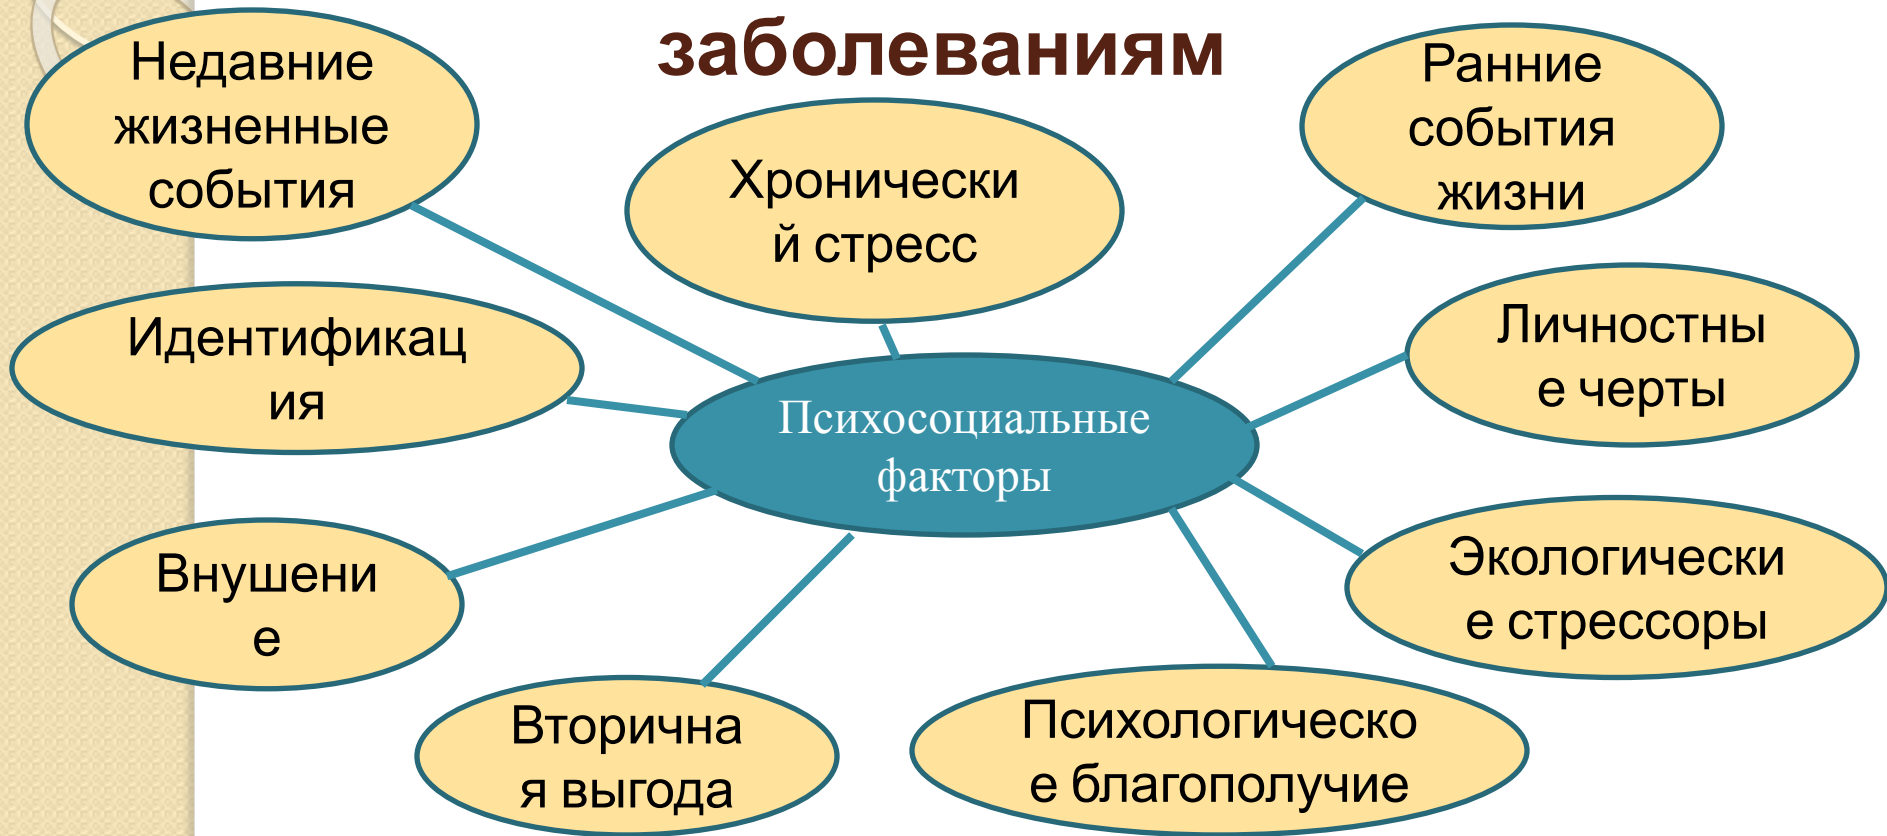 заболеваниям
Недавние
жизненные
события
Хронически
й стресс
Ранние
события
жизни
Идентификац
ия
Личностны
е черты
Психосоциальные
факторы
Внушени
е
Экологически
е стрессоры
Вторична
я выгода
Психологическо
е благополучие